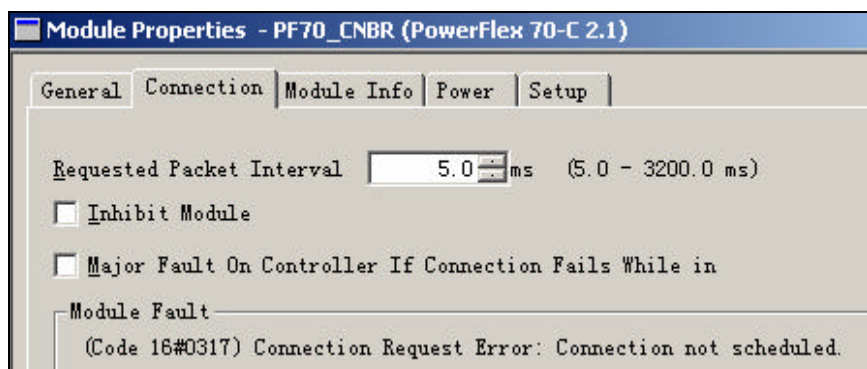 Module Properties - PF70_CNBR (PowerFlex 70-C 2.1)
General Connection Module Info Power Setup
Requested Packet Interval 5.0 ms (5.0 - 3200.0 ms)
Inhibit Module
Major Fault On Controller If Connection Fails While in
Module Fault
(Code 16#0317) Connection Request Error: Connection not scheduled.